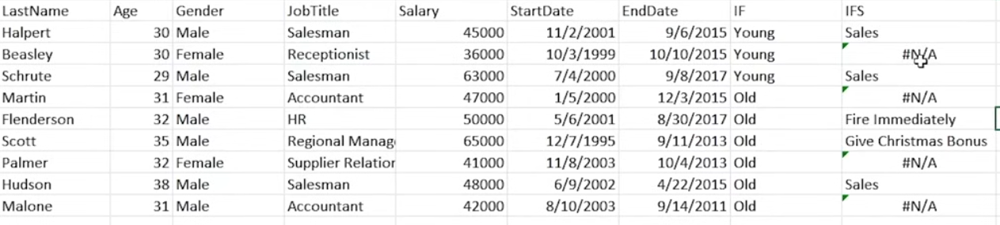 LastName Age Gender JobTitle Salary StartDate EndDate IF IFS
Halpert 30 Male Salesman 45000 11/2/2001 9/6/2015 Young Sales
Beasley 30 Female Receptionist 36000 10/3/1999 10/10/2015 Young #N/A
Schrute 29 Male Salesman 63000 7/4/2000 9/8/2017 Young Sales
Martin 31 Female Accountant 47000 1/5/2000 12/3/2015 Old #N/A
Flenderson 32 Male HR 50000 5/6/2001 8/30/2017 Old Fire Immediately
Scott 35 Male Regional Manag 65000 12/7/1995 9/11/2013 Old Give Christmas Bonus
Palmer 32 Female Supplier Relation 41000 11/8/2003 10/4/2013 Old #N/A
Hudson 38 Male Salesman 48000 6/9/2002 4/22/2015 Old Sales
Malone 31 Male Accountant 42000 8/10/2003 9/14/2011 Old #N/A